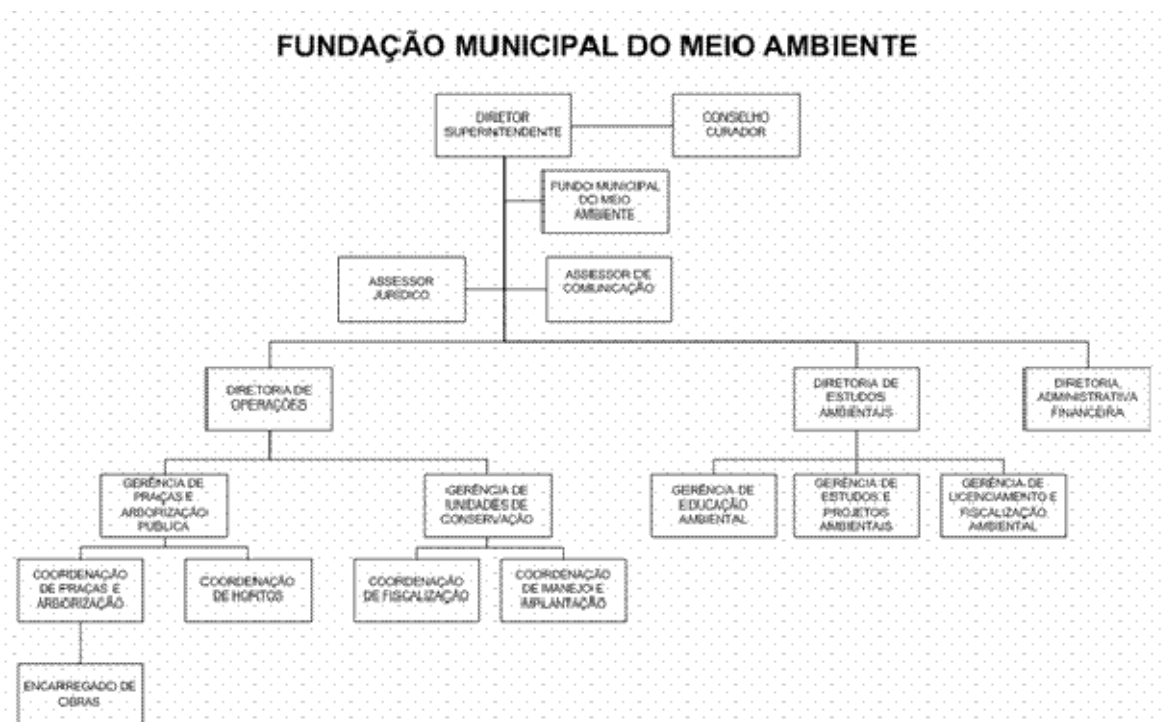 FUNDAÇÃO MUNICIPAL DO MEIO AMBIENTE
DIRETOR
SUPERINTENDENTE
CONSELHO
CURADOR
FUNDO MUNICIPAL
DO MEIO
AMBIENTE
ASSESSOR
JURÍDICO
ASSESSOR DE
COMUNICAÇÃO
DIRETORIA DE
OPERAÇÕES
DIRETORIA DE
ESTUDOS
AMBIENTAIS
DIRETORIA
ADMINISTRATIVA
FINANCEIRA
GERÊNCIA DE
PRAÇAS E
ARBORIZAÇÃO
PÚBLICA
GERÊNCIA DE
UNIDADES DE
CONSERVAÇÃO
GERÊNCIA DE
EDUCAÇÃO
AMBIENTAL
GERÊNCIA DE
ESTUDOS E
PROJETOS
AMBIENTAIS
GERÊNCIA DE
LICENCIAMENTO E
FISCALIZAÇÃO
AMBIENTAL
COORDENAÇÃO
DE PRAÇAS E
ARBORIZAÇÃO
COORDENAÇÃO
DE HORTOS
COORDENAÇÃO
DE FISCALIZAÇÃO
COORDENAÇÃO
DE MANEJO E
IMPLANTAÇÃO
ENCARREGADO DE
OBRAS